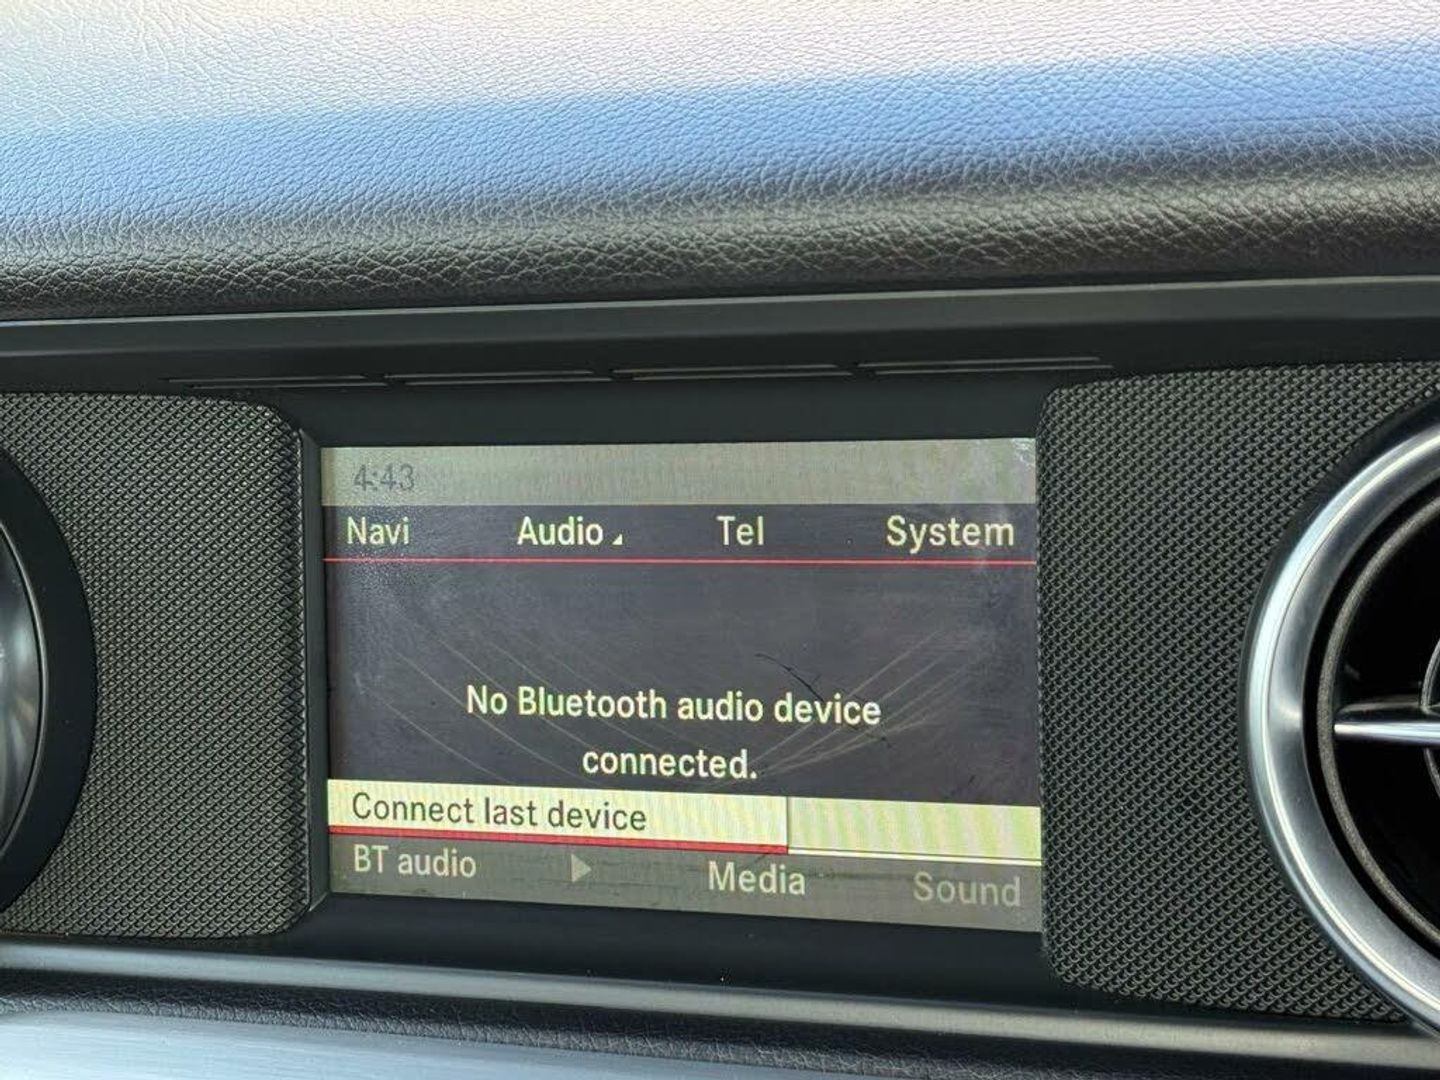 4:43
Navi Audio Tel System
No Bluetooth audio device
connected.
Connect last device
BT audio Media Sound